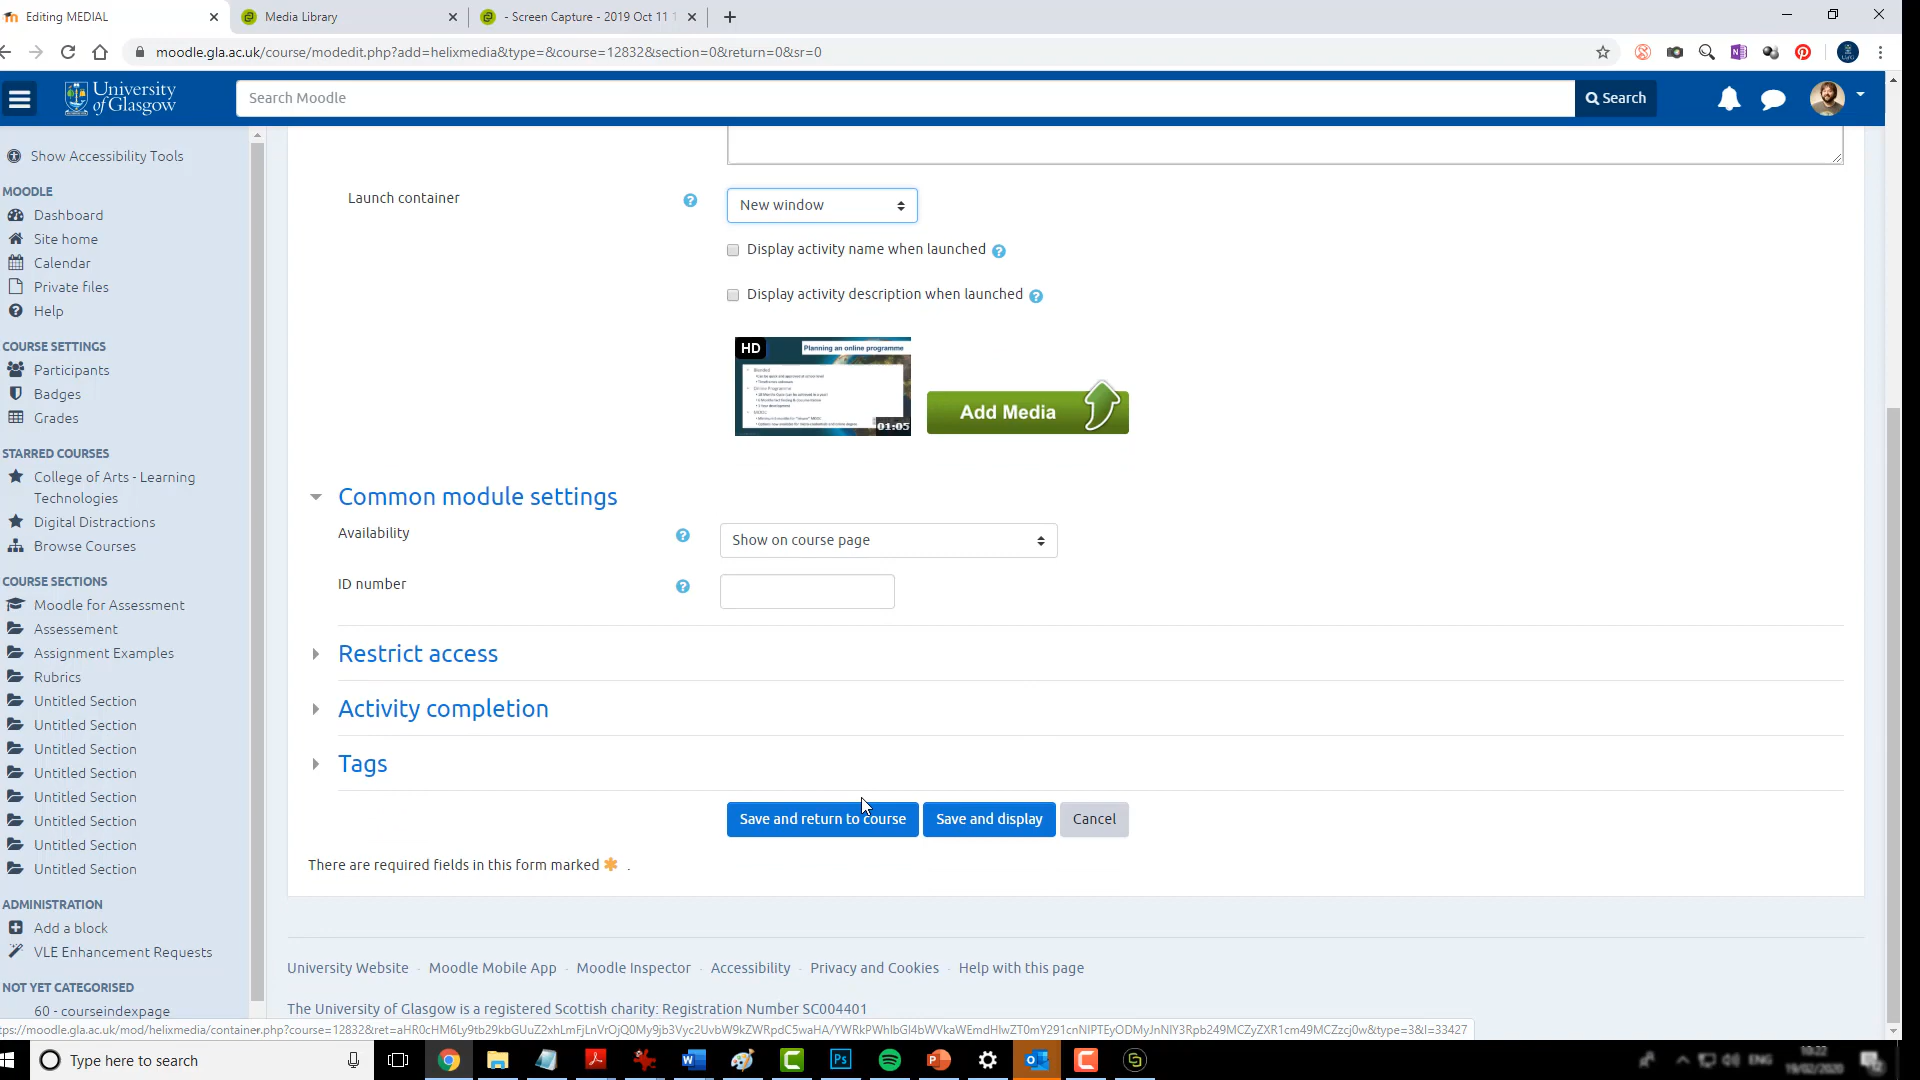 Editing MEDIAL
Media Library
- Screen Capture - 2019 Oct 11 1
moodle.gla.ac.uk/course/modedit.php?add=helixmedia&type=&course=12832&section=0&return=0&sr=0
University of Glasgow
Search Moodle
Search
Show Accessibility Tools
MOODLE
Dashboard
Site home
Calendar
Private files
Help
COURSE SETTINGS
Participants
Badges
Grades
STARRED COURSES
College of Arts - Learning
Technologies
Digital Distractions
Browse Courses
COURSE SECTIONS
Moodle for Assessment
Assessement
Assignment Examples
Rubrics
Untitled Section
Untitled Section
Untitled Section
Untitled Section
Untitled Section
Untitled Section
Untitled Section
Untitled Section
ADMINISTRATION
Add a block
VLE Enhancement Requests
NOT YET CATEGORISED
60 - courseindexpage
Launch container
New window
Display activity name when launched
Display activity description when launched
HD
Planning an online programme
01:05
Add Media
Common module settings
Availability
Show on course page
ID number
Restrict access
Activity completion
Tags
Save and return to course
Save and display
Cancel
There are required fields in this form marked * .
University Website - Moodle Mobile App - Moodle Inspector - Accessibility - Privacy and Cookies - Help with this page
The University of Glasgow is a registered Scottish charity: Registration Number SC004401
Type here to search
ENG
10:22
19/02/2020